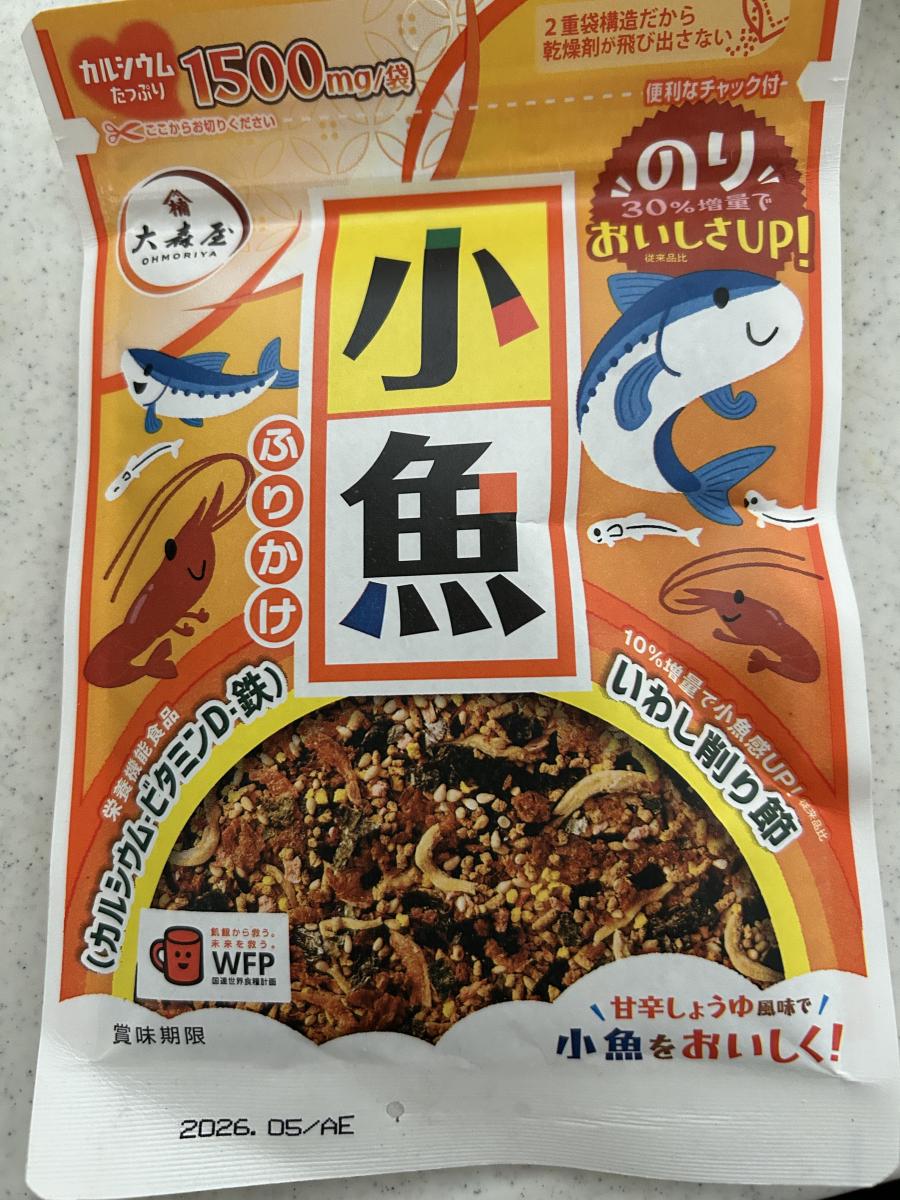 カルシウム
たっぷり
1500mg/袋
2重袋構造だから
乾燥剤が飛び出さない
便利なチャック付
ここからお切りください
のり
30%増量で
おいしさUP!
従来品比
大森屋
OHMORIYA
小魚
ふりかけ
栄養機能食品
(カルシウム・ビタミンD・鉄)
10%増量で小魚感UP!
従来品比
いわし削り節
飢餓から救う。
未来を救う。
WFP
国連世界食糧計画
甘辛しょうゆ風味で
小魚をおいしく!
賞味期限
2026. 05/AE